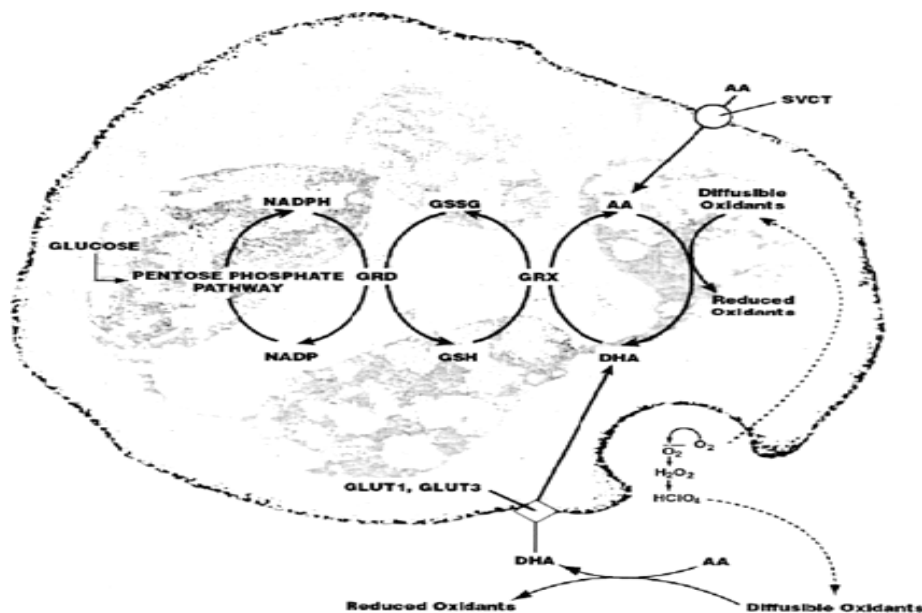 AA
SVCT
NADPH
GSSG
AA
Diffusible
Oxidants
GLUCOSE
PENTOSE PHOSPHATE
PATHWAY
GRD
GRX
Reduced
Oxidants
NADP
GSH
DHA
O2
O2
H2O2
HClO4
GLUT1, GLUT3
DHA
AA
Reduced Oxidants
Diffusible Oxidants